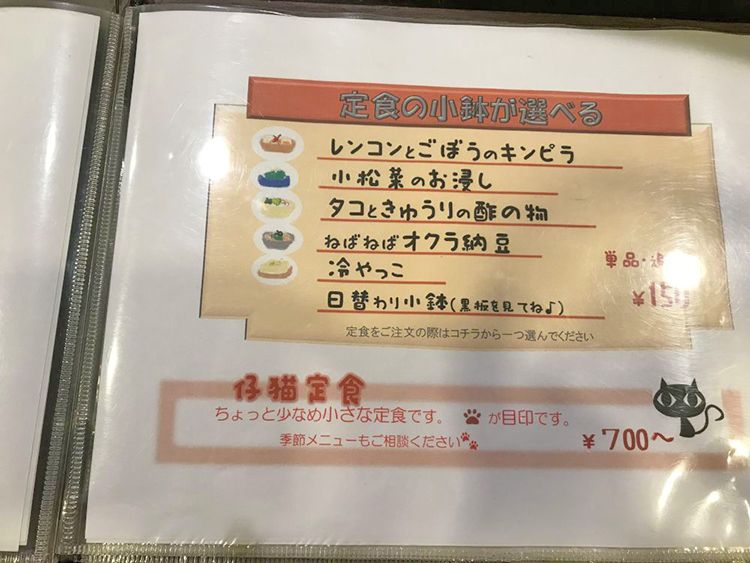 定食の小鉢が選べる
レンコンとごぼうのキンピラ
小松菜のお浸し
タコときゅうりの酢の物
ねばねばオクラ納豆
冷やっこ
単品・追
日替わり小鉢(黒板を見てね♪)
¥150
定食をご注文の際はコチラから一つ選んでください
仔猫定食
ちょっと少なめ小さな定食です。 が目印です。
季節メニューもご相談ください
¥700〜